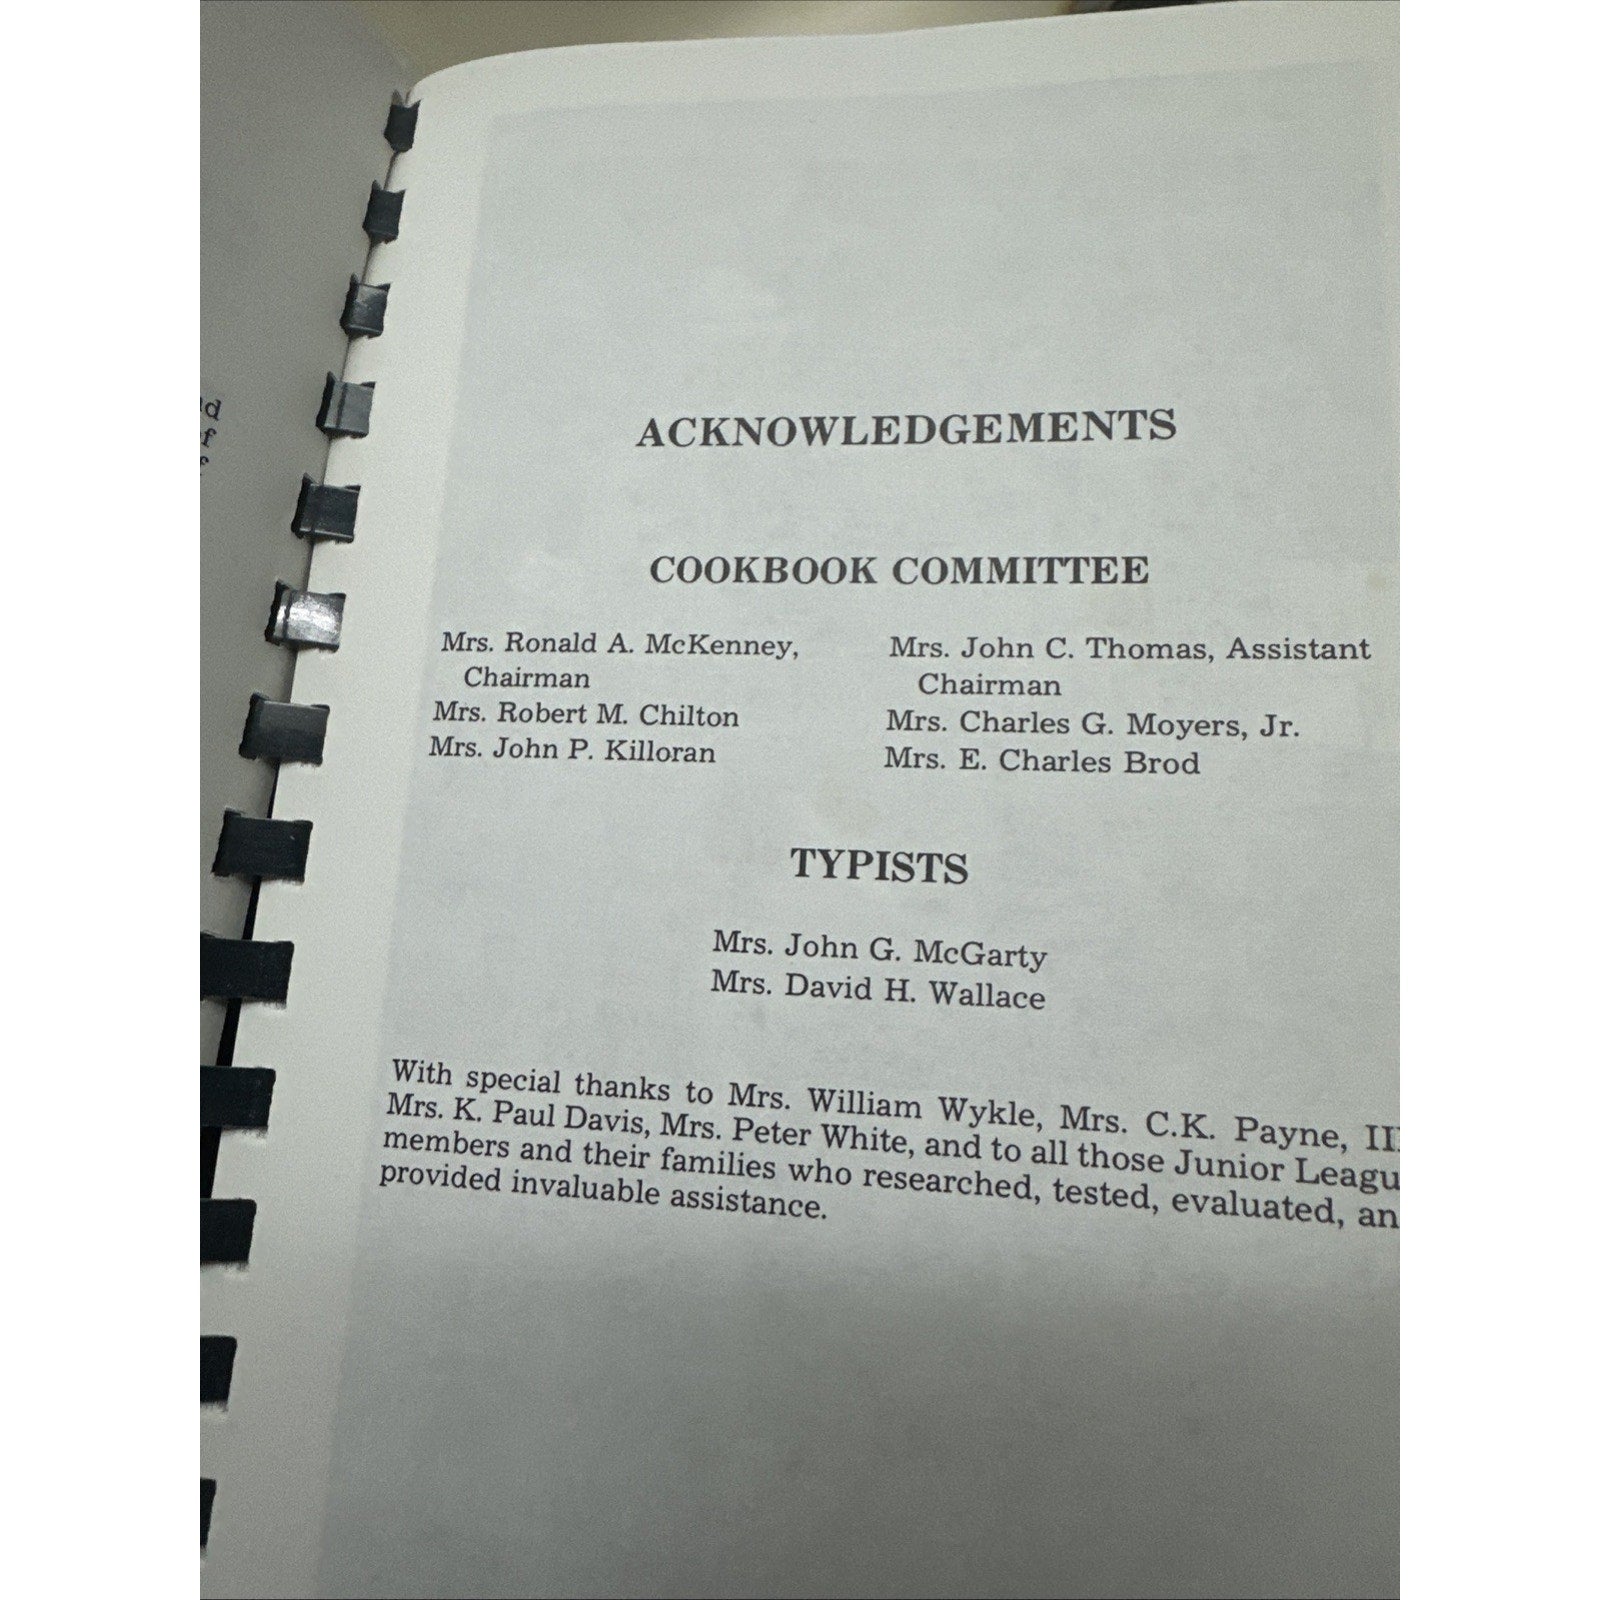 ACKNOWLEDGEMENTS
COOKBOOK COMMITTEE
Mrs. Ronald A. McKenney,
Chairman
Mrs. Robert M. Chilton
Mrs. John P. Killoran
Mrs. John C. Thomas, Assistant
Chairman
Mrs. Charles G. Moyers, Jr.
Mrs. E. Charles Brod
TYPISTS
Mrs. John G. McGarty
Mrs. David H. Wallace
With special thanks to Mrs. William Wykle, Mrs. C.K. Payne,
Mrs. K. Paul Davis, Mrs. Peter White, and to all those Junior Leagu
members and their families who researched, tested, evaluated, an
provided invaluable assistance.